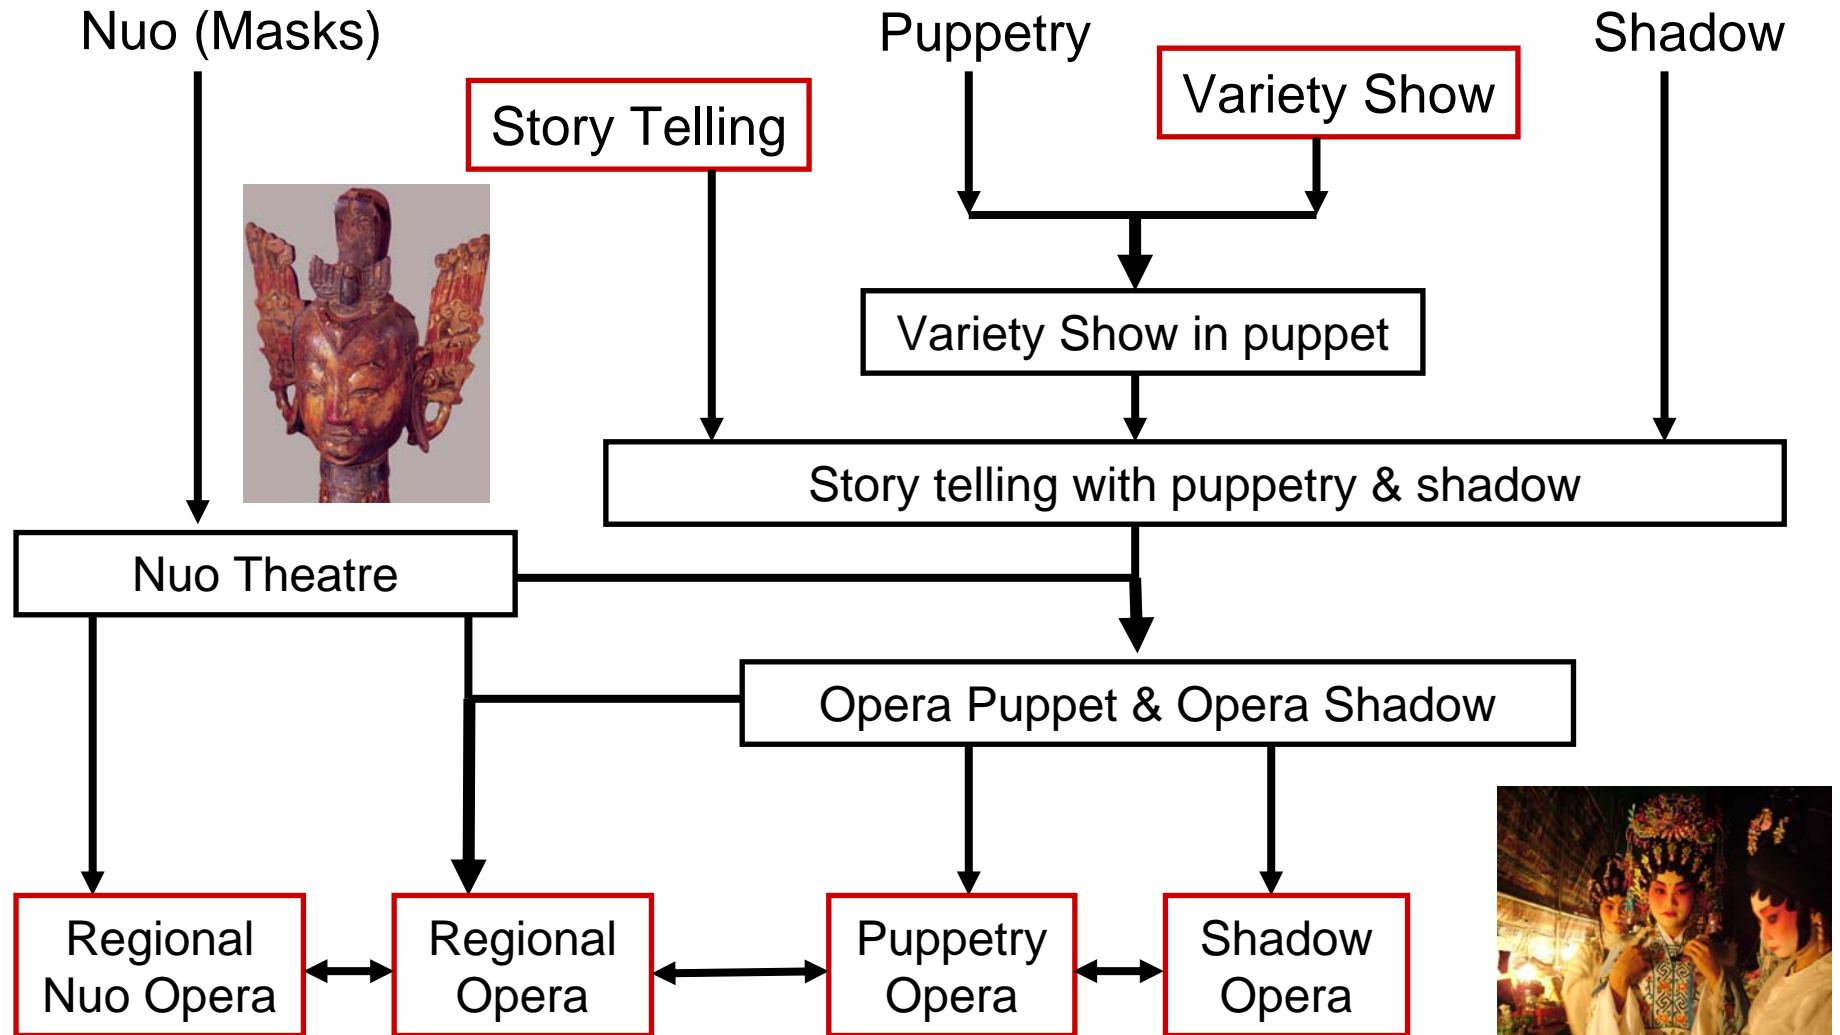 Nuo (Masks)
Puppetry
Shadow
Variety Show
Story Telling
Variety Show in puppet
Story telling with puppetry & shadow
Nuo Theatre
Opera Puppet & Opera Shadow
Regional
Nuo Opera
Regional
Opera
Puppetry
Opera
Shadow
Opera